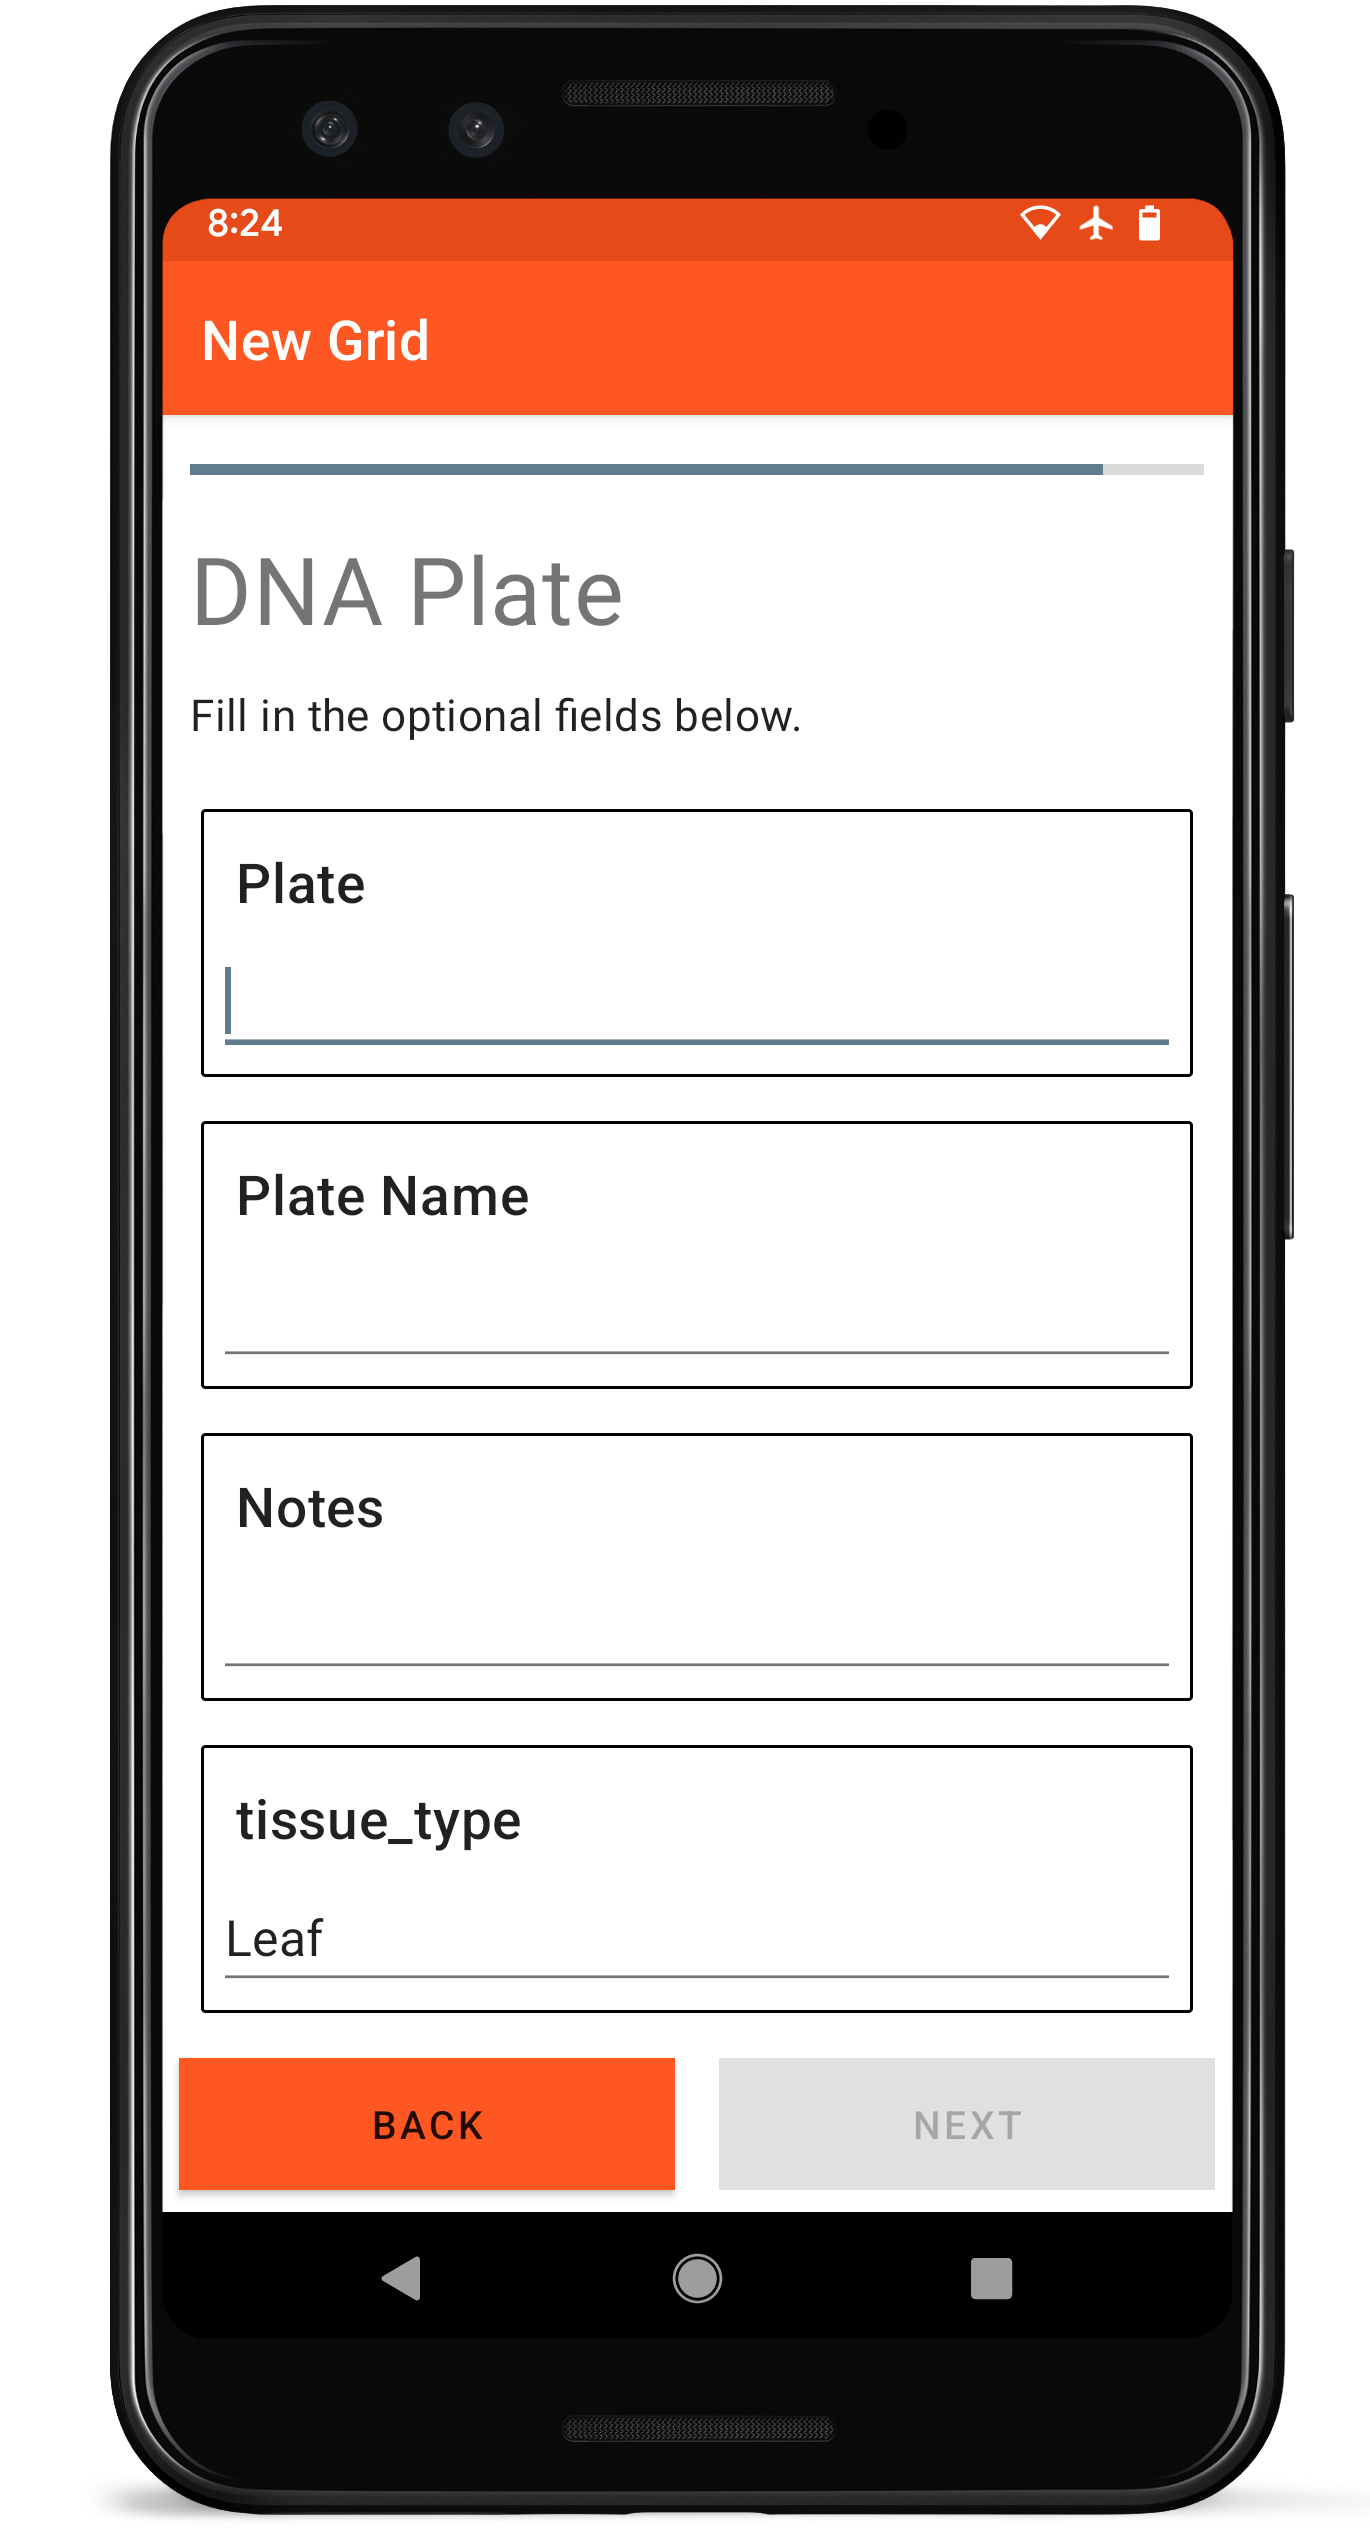 8:24
New Grid
DNA Plate
Fill in the optional fields below.
Plate
Plate Name
Notes
tissue_type
Leaf
BACK
NEXT